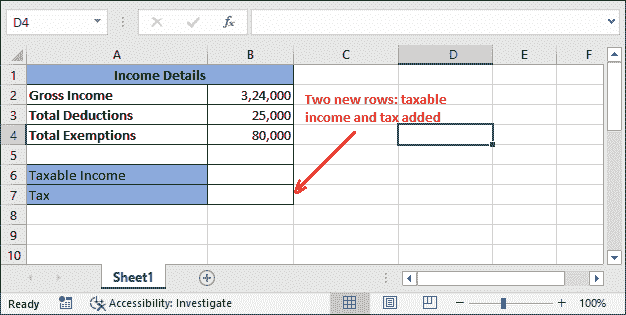 D4
fx
A B C D E F
1 Income Details
2 Gross Income 3,24,000
3 Total Deductions 25,000
4 Total Exemptions 80,000
5
6 Taxable Income
7 Tax
8
9
10
Two new rows: taxable
income and tax added
Sheet1
Ready Accessibility: Investigate 100%